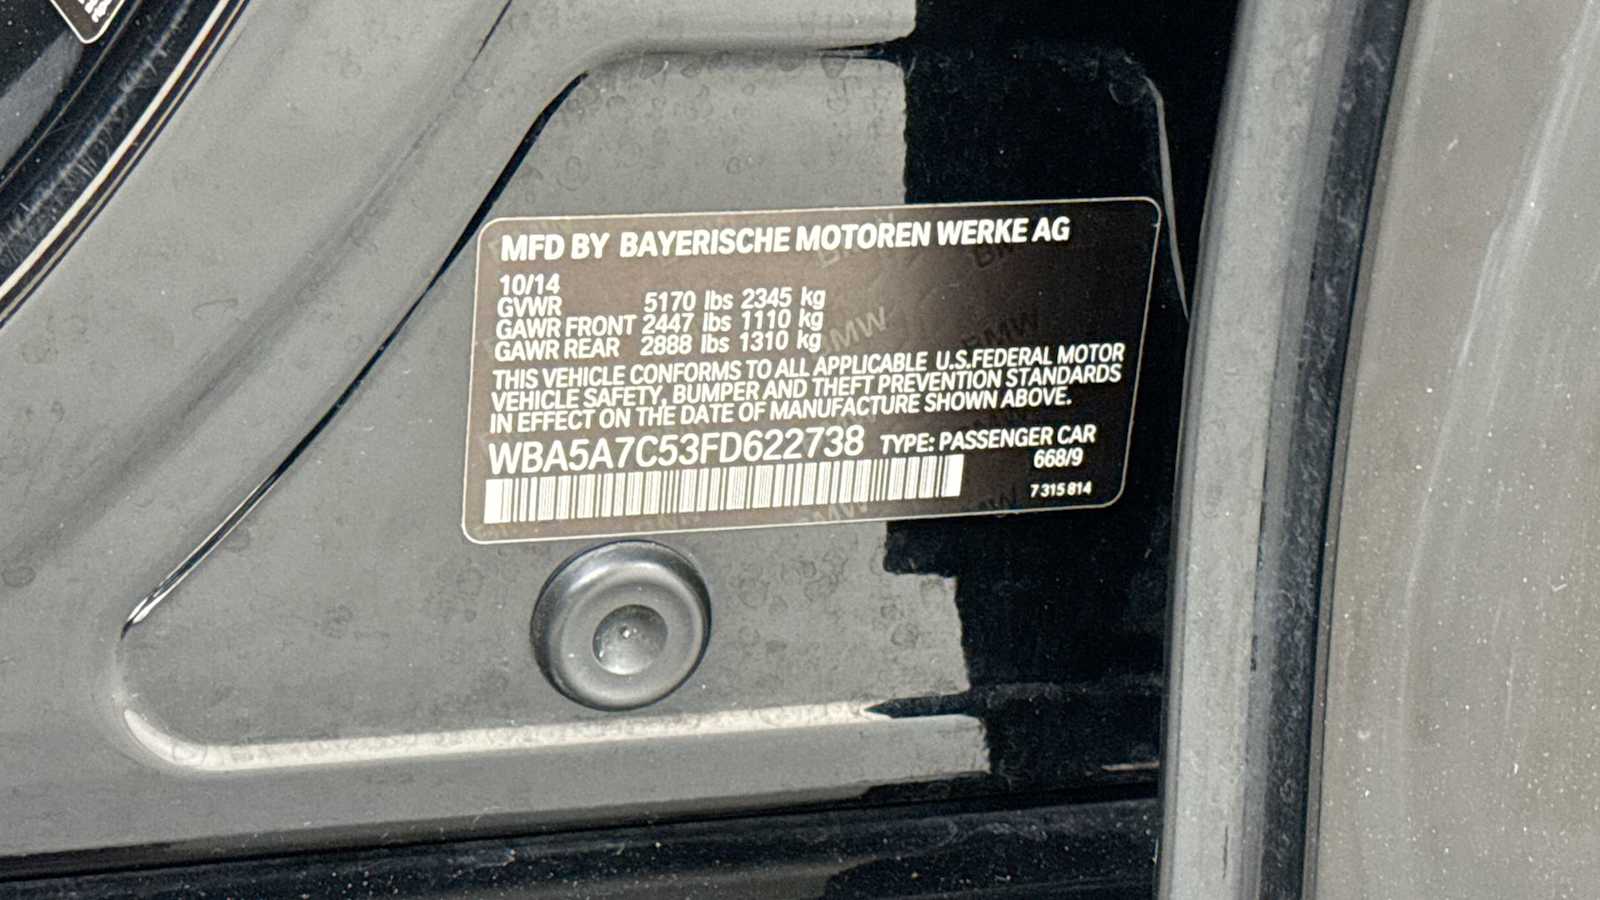 MFD BY BAYERISCHE MOTOREN WERKE AG
10/14
GVWR 5170 lbs 2345 kg
GAWR FRONT 2447 lbs 1110 kg
GAWR REAR 2888 lbs 1310 kg
THIS VEHICLE CONFORMS TO ALL APPLICABLE U.S.FEDERAL MOTOR
VEHICLE SAFETY, BUMPER AND THEFT PREVENTION STANDARDS
IN EFFECT ON THE DATE OF MANUFACTURE SHOWN ABOVE.
WBA5A7C53FD622738 TYPE: PASSENGER CAR
668/9
7 315 814